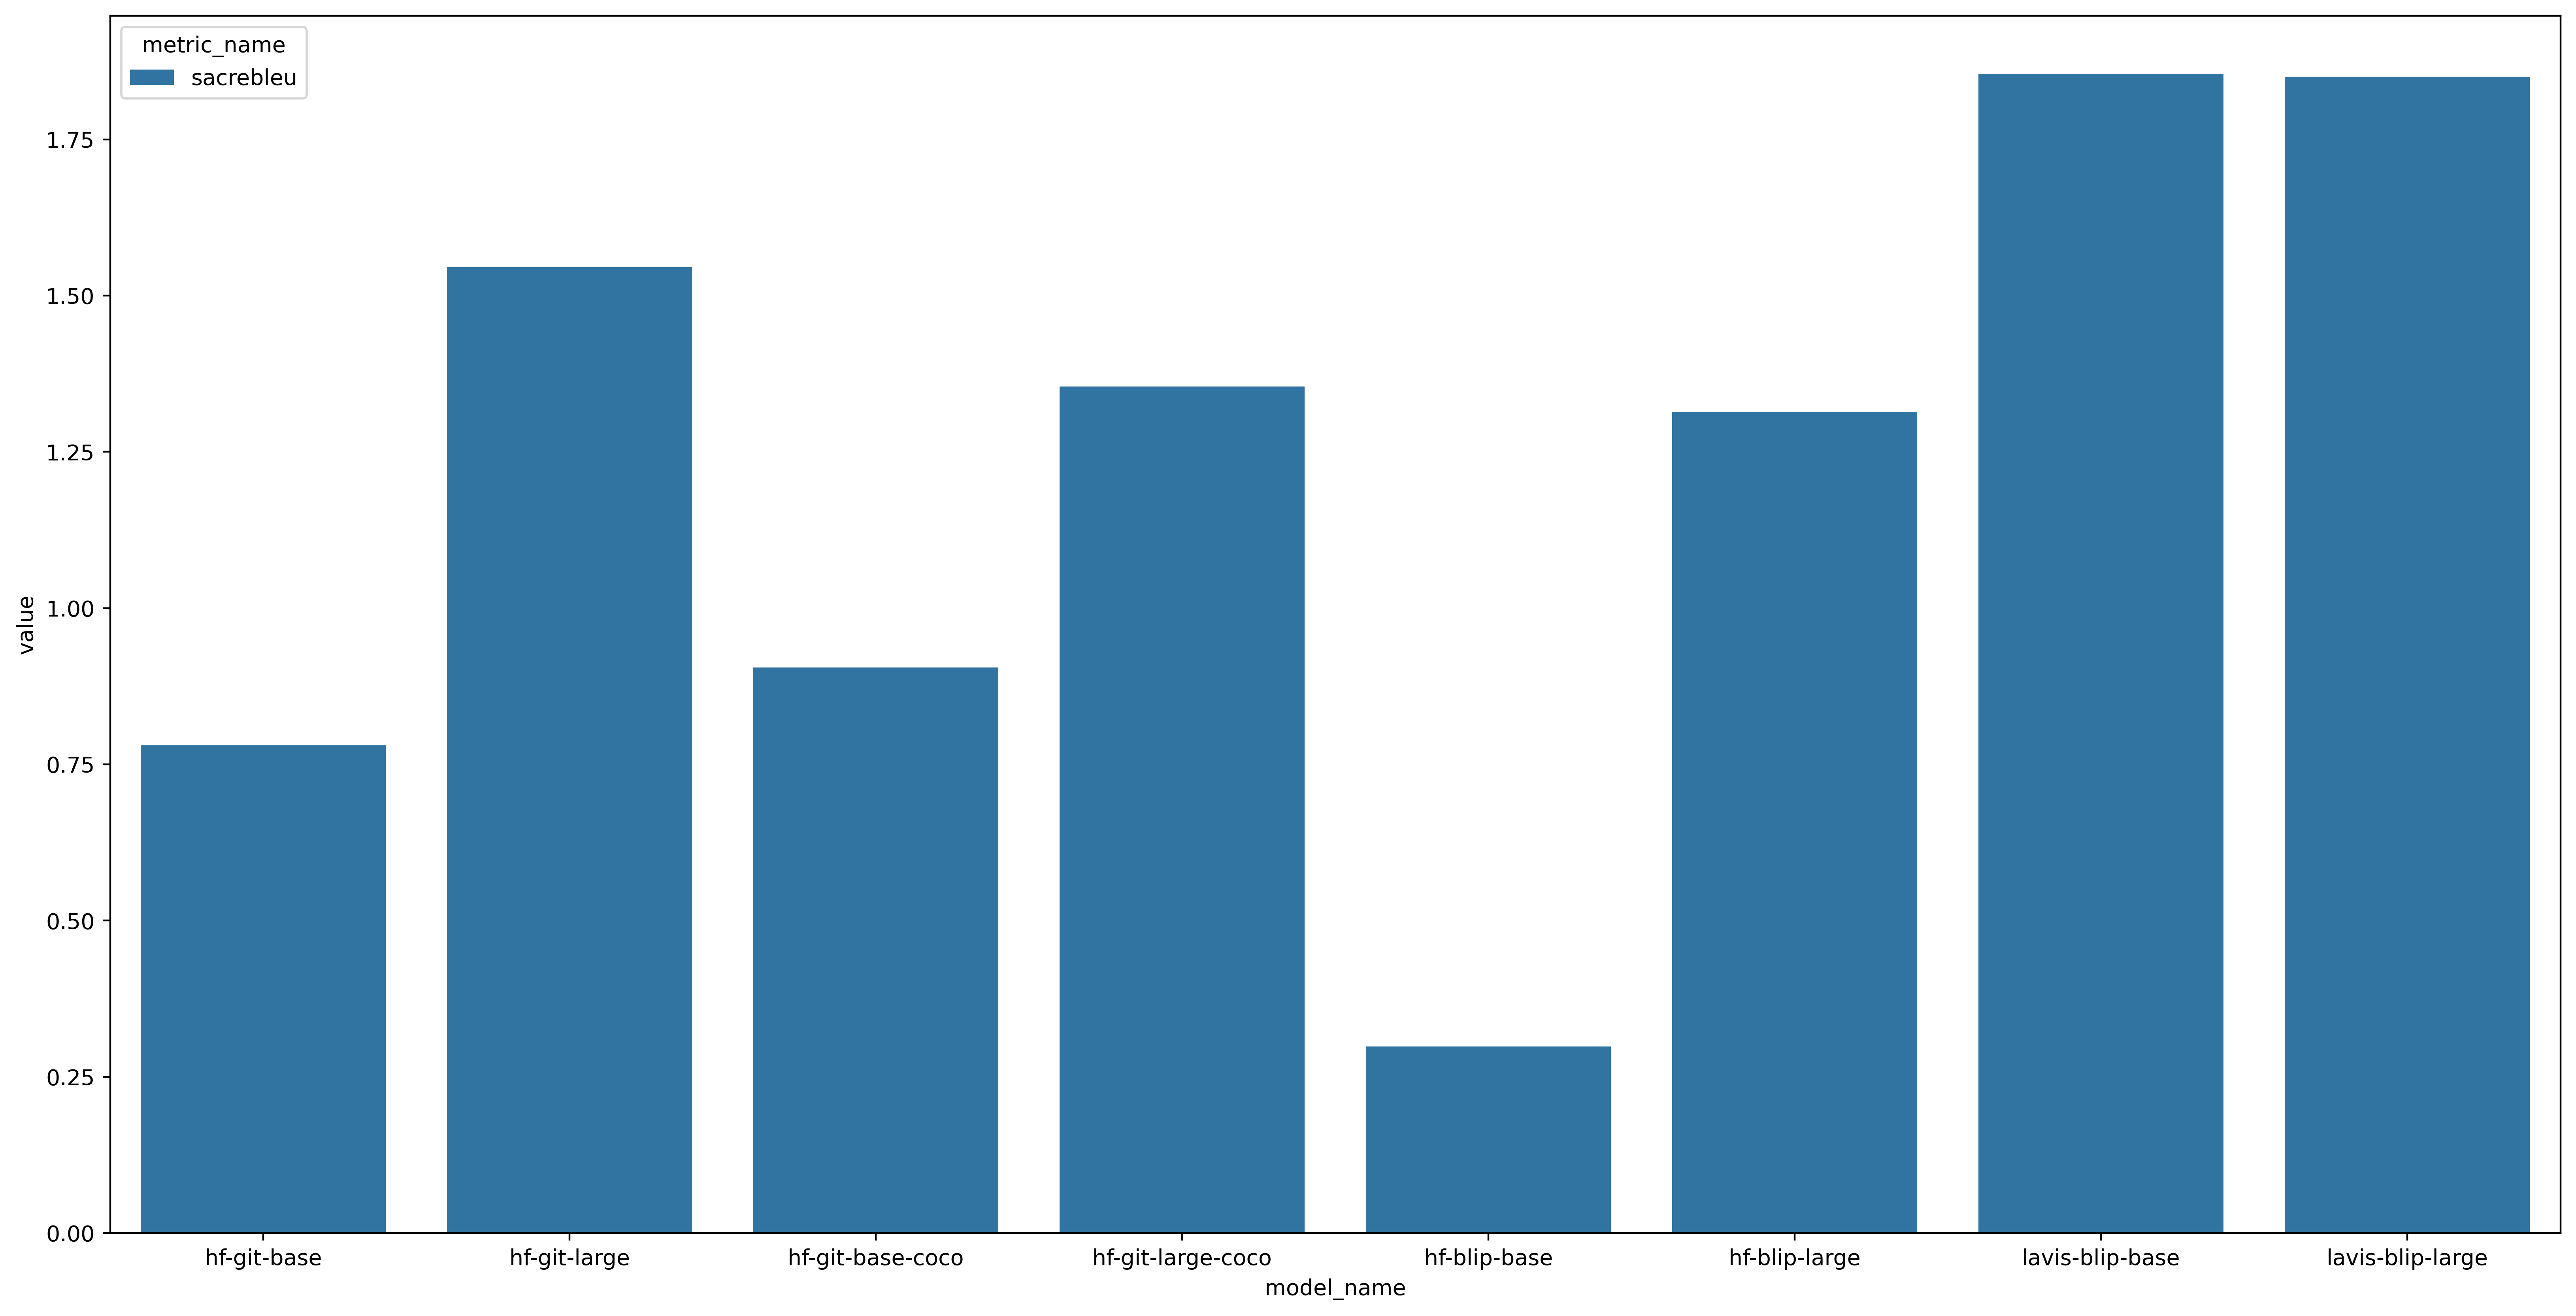 metric_name
sacrebleu
1.75
1.50
1.25
1.00
0.75
0.50
0.25
0.00
value
hf-git-base
hf-git-large
hf-git-base-coco
hf-git-large-coco
hf-blip-base
hf-blip-large
lavis-blip-base
lavis-blip-large
model_name